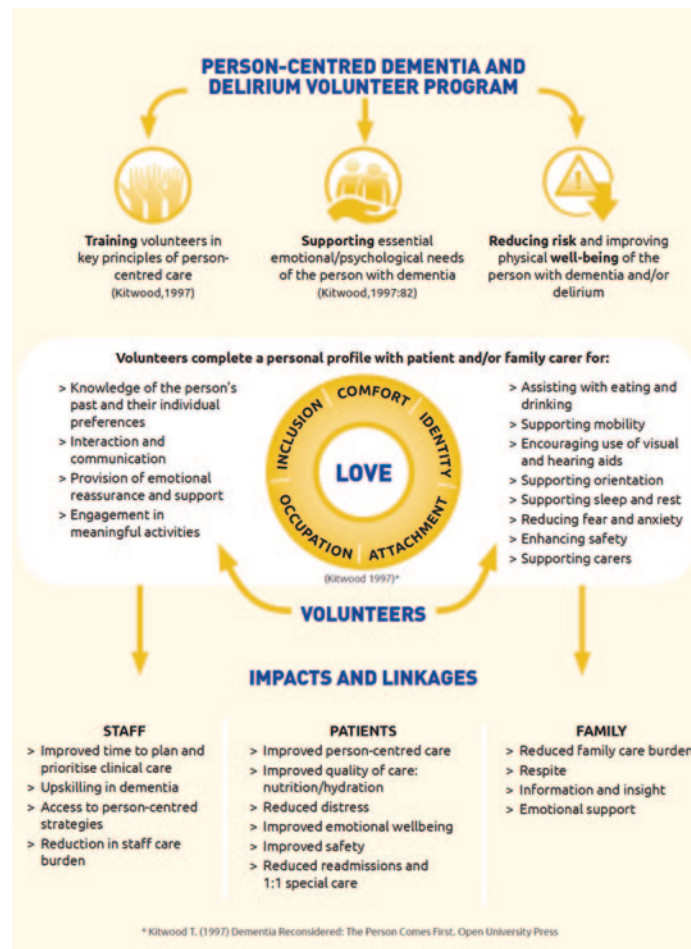 PERSON-CENTRED DEMENTIA AND
DELIRIUM VOLUNTEER PROGRAM
Training volunteers in
key principles of person-
centred care
(Kitwood,1997)
Supporting essential
emotional/psychological needs
of the person with dementia
(Kitwood,1997:82)
Reducing risk and improving
physical well-being of the
person with dementia and/or
delirium
Volunteers complete a personal profile with patient and/or family carer for:
> Knowledge of the person's
past and their individual
preferences
> Interaction and
communication
> Provision of emotional
reassurance and support
> Engagement in
meaningful activities
INCLUSION
COMFORT
IDENTITY
ATTACHMENT
OCCUPATION
LOVE
(Kitwood 1997)*
> Assisting with eating and
drinking
> Supporting mobility
> Encouraging use of visual
and hearing aids
> Supporting orientation
> Supporting sleep and rest
> Reducing fear and anxiety
> Enhancing safety
> Supporting carers
VOLUNTEERS
IMPACTS AND LINKAGES
STAFF
> Improved time to plan and
prioritise clinical care
> Upskilling in dementia
> Access to person-centred
strategies
> Reduction in staff care
burden
PATIENTS
> Improved person-centred care
> Improved quality of care:
nutrition/hydration
> Reduced distress
> Improved emotional wellbeing
> Improved safety
> Reduced readmissions and
1:1 special care
FAMILY
> Reduced family care burden
> Respite
> Information and insight
> Emotional support
* Kitwood T. (1997) Dementia Reconsidered: The Person Comes First. Open University Press